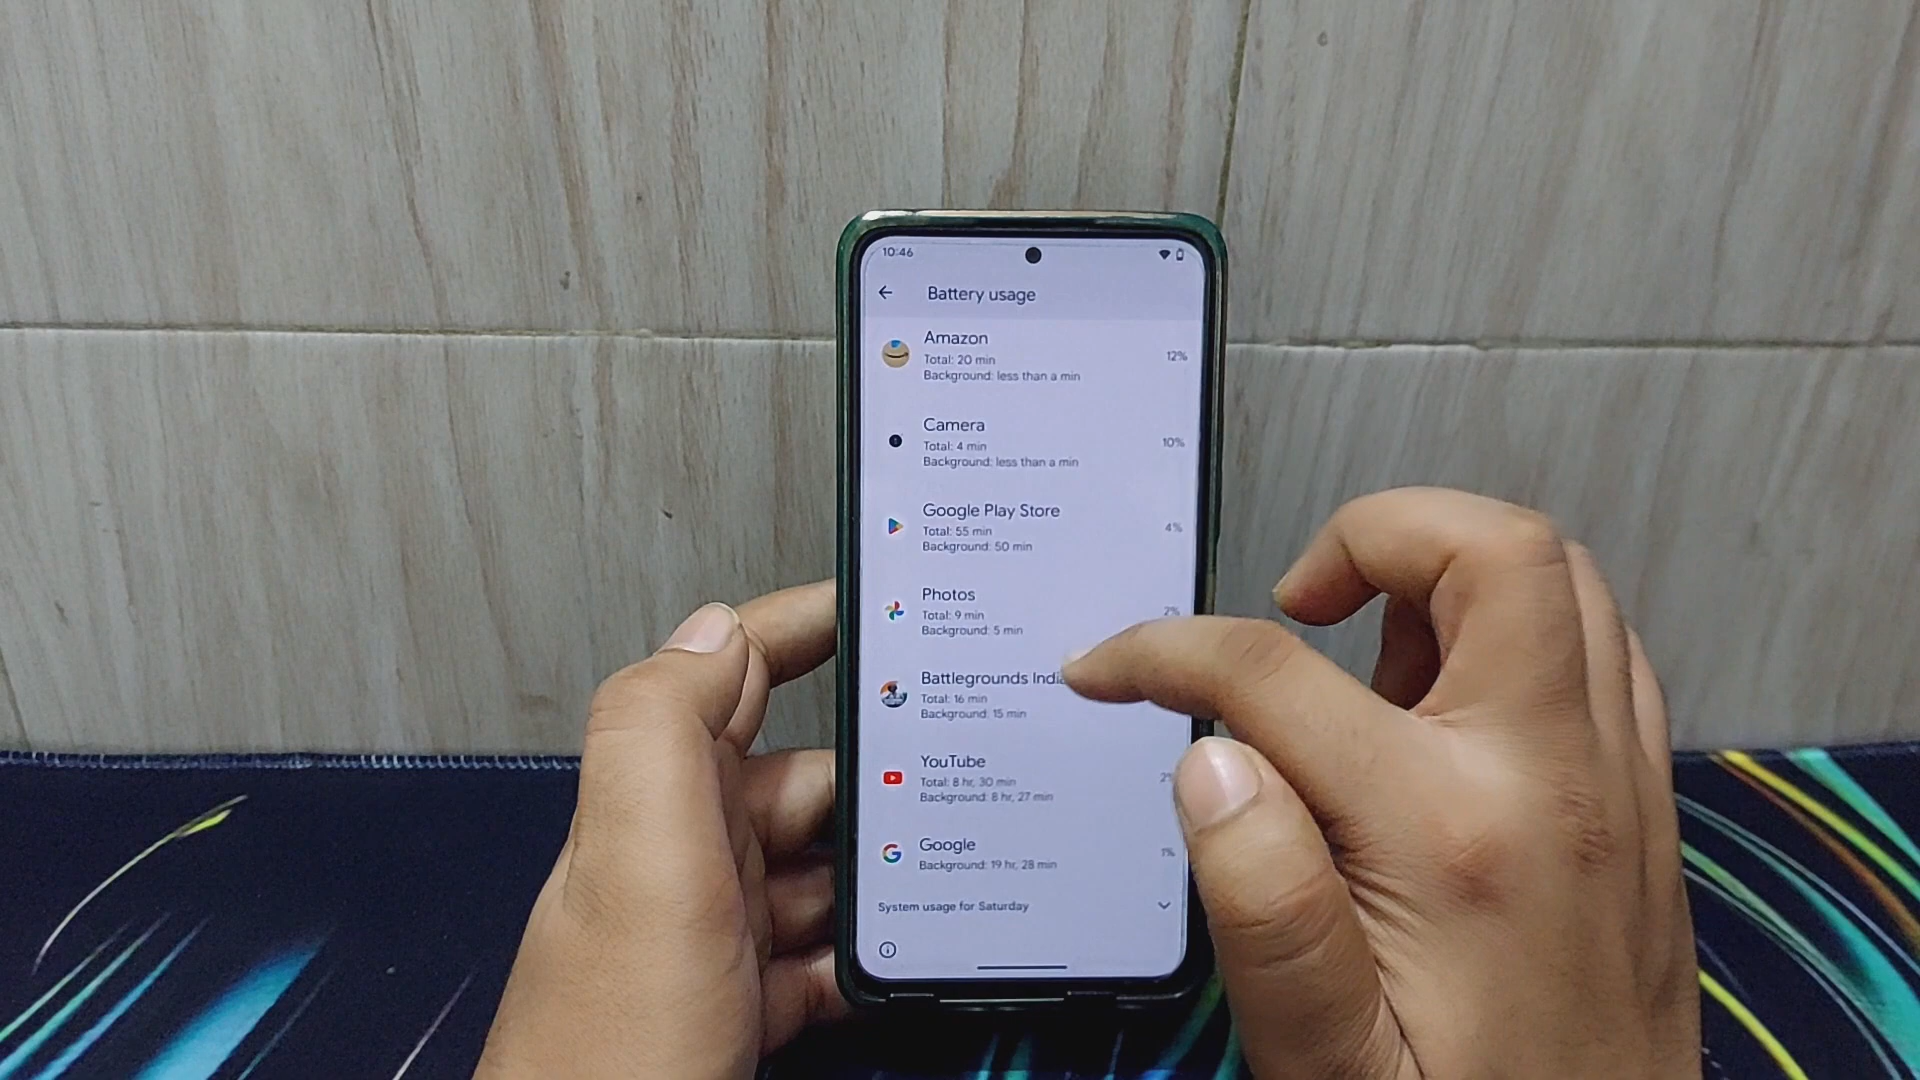 10:46
Battery usage
Amazon
Total: 20 min
Background: less than a min
12%
Camera
Total: 4 min
Background: less than a min
10%
Google Play Store
Total: 55 min
Background: 50 min
4%
Photos
Total: 9 min
Background: 5 min
2%
Battlegrounds India
Total: 16 min
Background: 15 min
YouTube
Total: 8 hr, 30 min
Background: 8 hr, 27 min
2%
Google
Background: 19 hr, 28 min
1%
System usage for Saturday